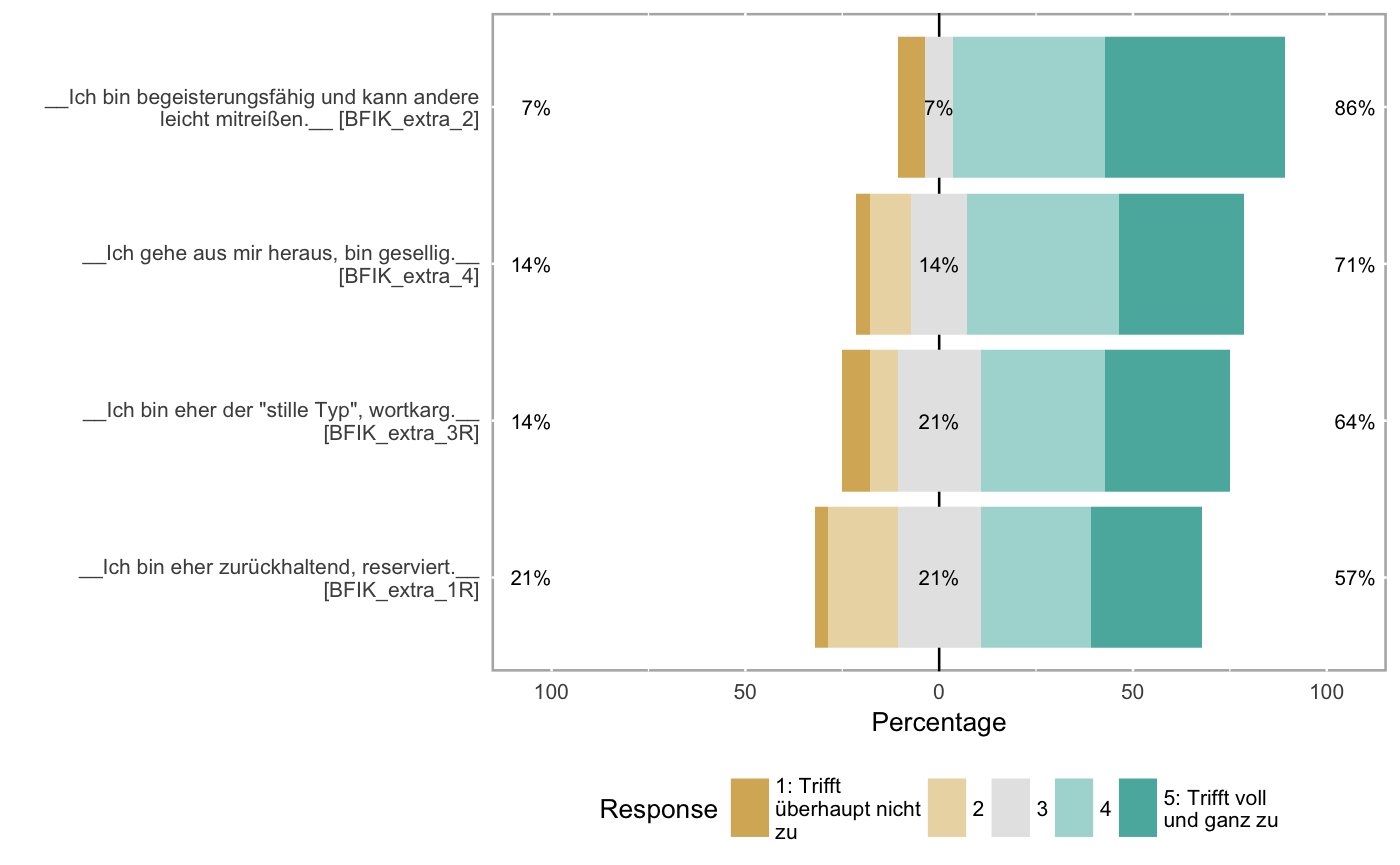 __Ich bin begeisterungsfähig und kann andere
leicht mitreißen.__ [BFIK_extra_2]
7%
7%
86%
__Ich gehe aus mir heraus, bin gesellig.__
[BFIK_extra_4]
14%
14%
71%
__Ich bin eher der "stille Typ", wortkarg.__
[BFIK_extra_3R]
14%
21%
64%
__Ich bin eher zurückhaltend, reserviert.__
[BFIK_extra_1R]
21%
21%
57%
100 50 0 50 100
Percentage
Response
1: Trifft
überhaupt nicht
zu
2
3
4
5: Trifft voll
und ganz zu